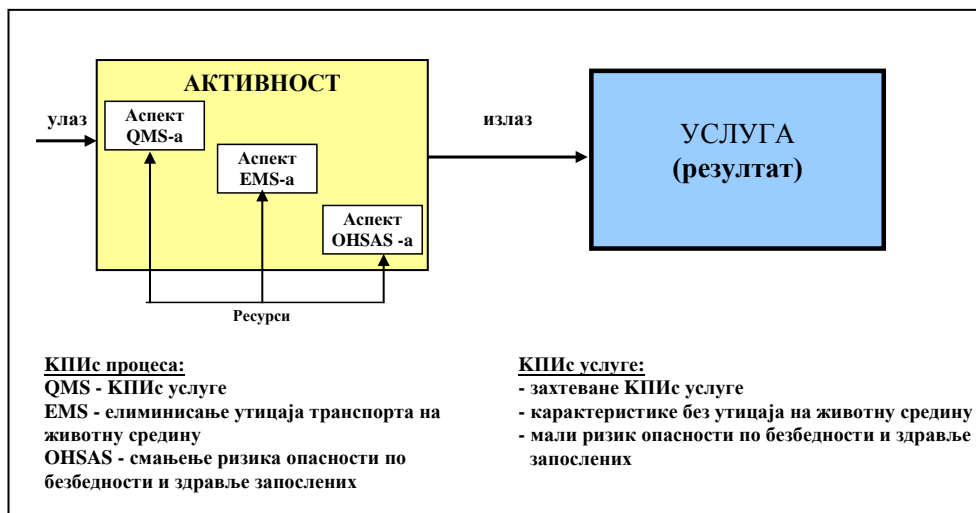 АКТИВНОСТ
улаз
Аспект
QMS-а
Аспект
EMS-а
Аспект
OHSAS -а
Ресурси
излаз
УСЛУГА
(резултат)
КПИс процеса:
QMS - КПИс услуге
EMS - елиминисање утицаја транспорта на
животну средину
OHSAS - смањење ризика опасности по
безбедности и здравље запослених
КПИс услуге:
- захтеване КПИс услуге
- карактеристике без утицаја на животну средину
- мали ризик опасности по безбедности и здравље
запослених